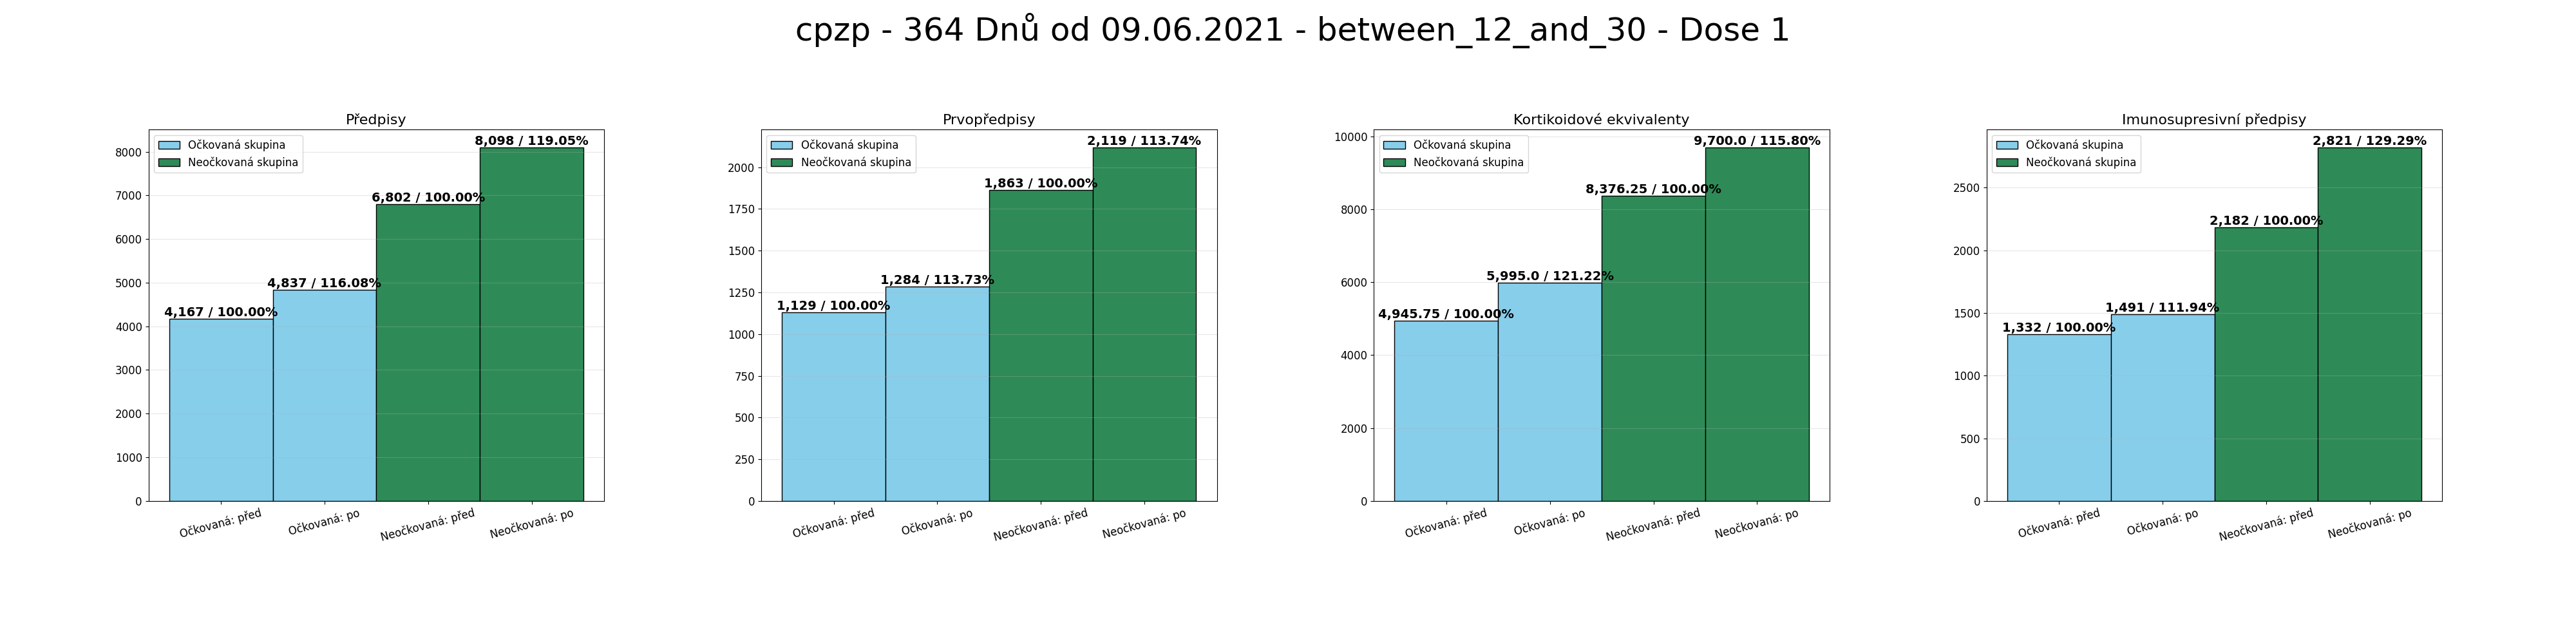 cpzp - 364 Dnů od 09.06.2021 - between_12_and_30 - Dose 1
Předpisy
Očkovaná skupina
Neočkovaná skupina
8,098 / 119.05%
6,802 / 100.00%
4,837 / 116.08%
4,167 / 100.00%
8000
7000
6000
5000
4000
3000
2000
1000
0
Očkovaná: před
Očkovaná: po
Neočkovaná: před
Neočkovaná: po
Prvopředpisy
Očkovaná skupina
Neočkovaná skupina
2,119 / 113.74%
1,863 / 100.00%
1,284 / 113.73%
1,129 / 100.00%
2000
1750
1500
1250
1000
750
500
250
0
Očkovaná: před
Očkovaná: po
Neočkovaná: před
Neočkovaná: po
Kortikoidové ekvivalenty
Očkovaná skupina
Neočkovaná skupina
9,700.0 / 115.80%
8,376.25 / 100.00%
5,995.0 / 121.22%
4,945.75 / 100.00%
10000
8000
6000
4000
2000
0
Očkovaná: před
Očkovaná: po
Neočkovaná: před
Neočkovaná: po
Imunosupresivní předpisy
Očkovaná skupina
Neočkovaná skupina
2,821 / 129.29%
2,182 / 100.00%
1,491 / 111.94%
1,332 / 100.00%
2500
2000
1500
1000
500
0
Očkovaná: před
Očkovaná: po
Neočkovaná: před
Neočkovaná: po